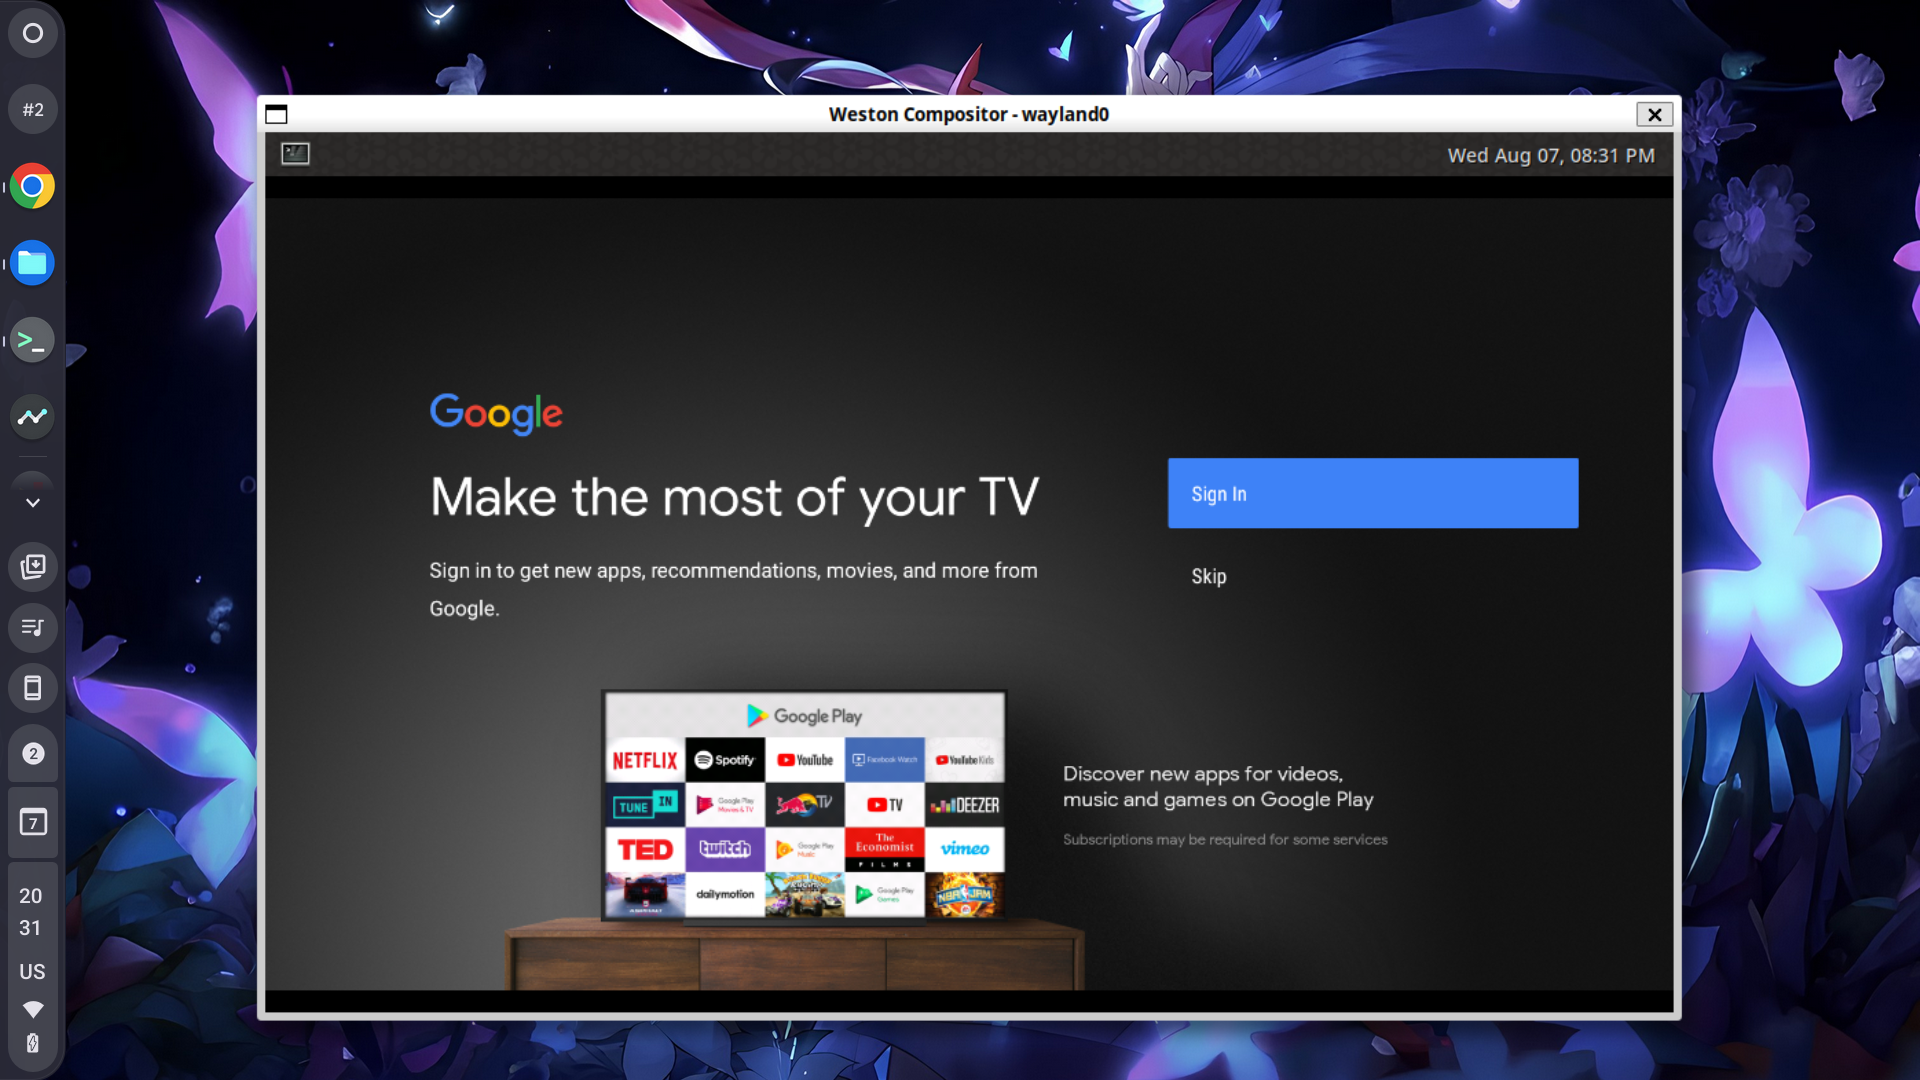 #2
2
7
20
31
US
Weston Compositor - wayland0
Wed Aug 07, 08:31 PM
Google
Make the most of your TV
Sign in to get new apps, recommendations, movies, and more from
Google.
Sign In
Skip
Google Play
NETFLIX
Spotify
YouTube
Facebook Watch
YouTube Kids
TUNE IN
Google Play
Movies & TV
TV
TV
DEEZER
TED
twitch
Google Play
Music
The
Economist
FILMS
vimeo
ASPHALT
dailymotion
Google Play
Games
NBA JAM
Discover new apps for videos,
music and games on Google Play
Subscriptions may be required for some services